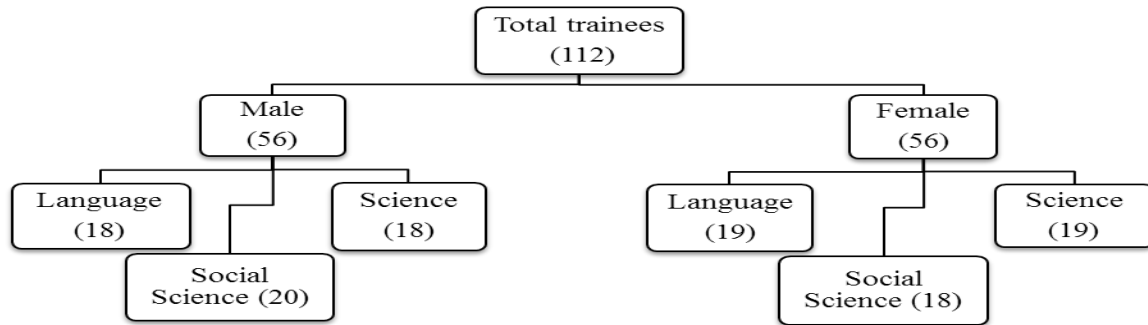 Total trainees
(112)
Male
(56)
Female
(56)
Language
(18)
Science
(18)
Social
Science (20)
Language
(19)
Science
(19)
Social
Science (18)